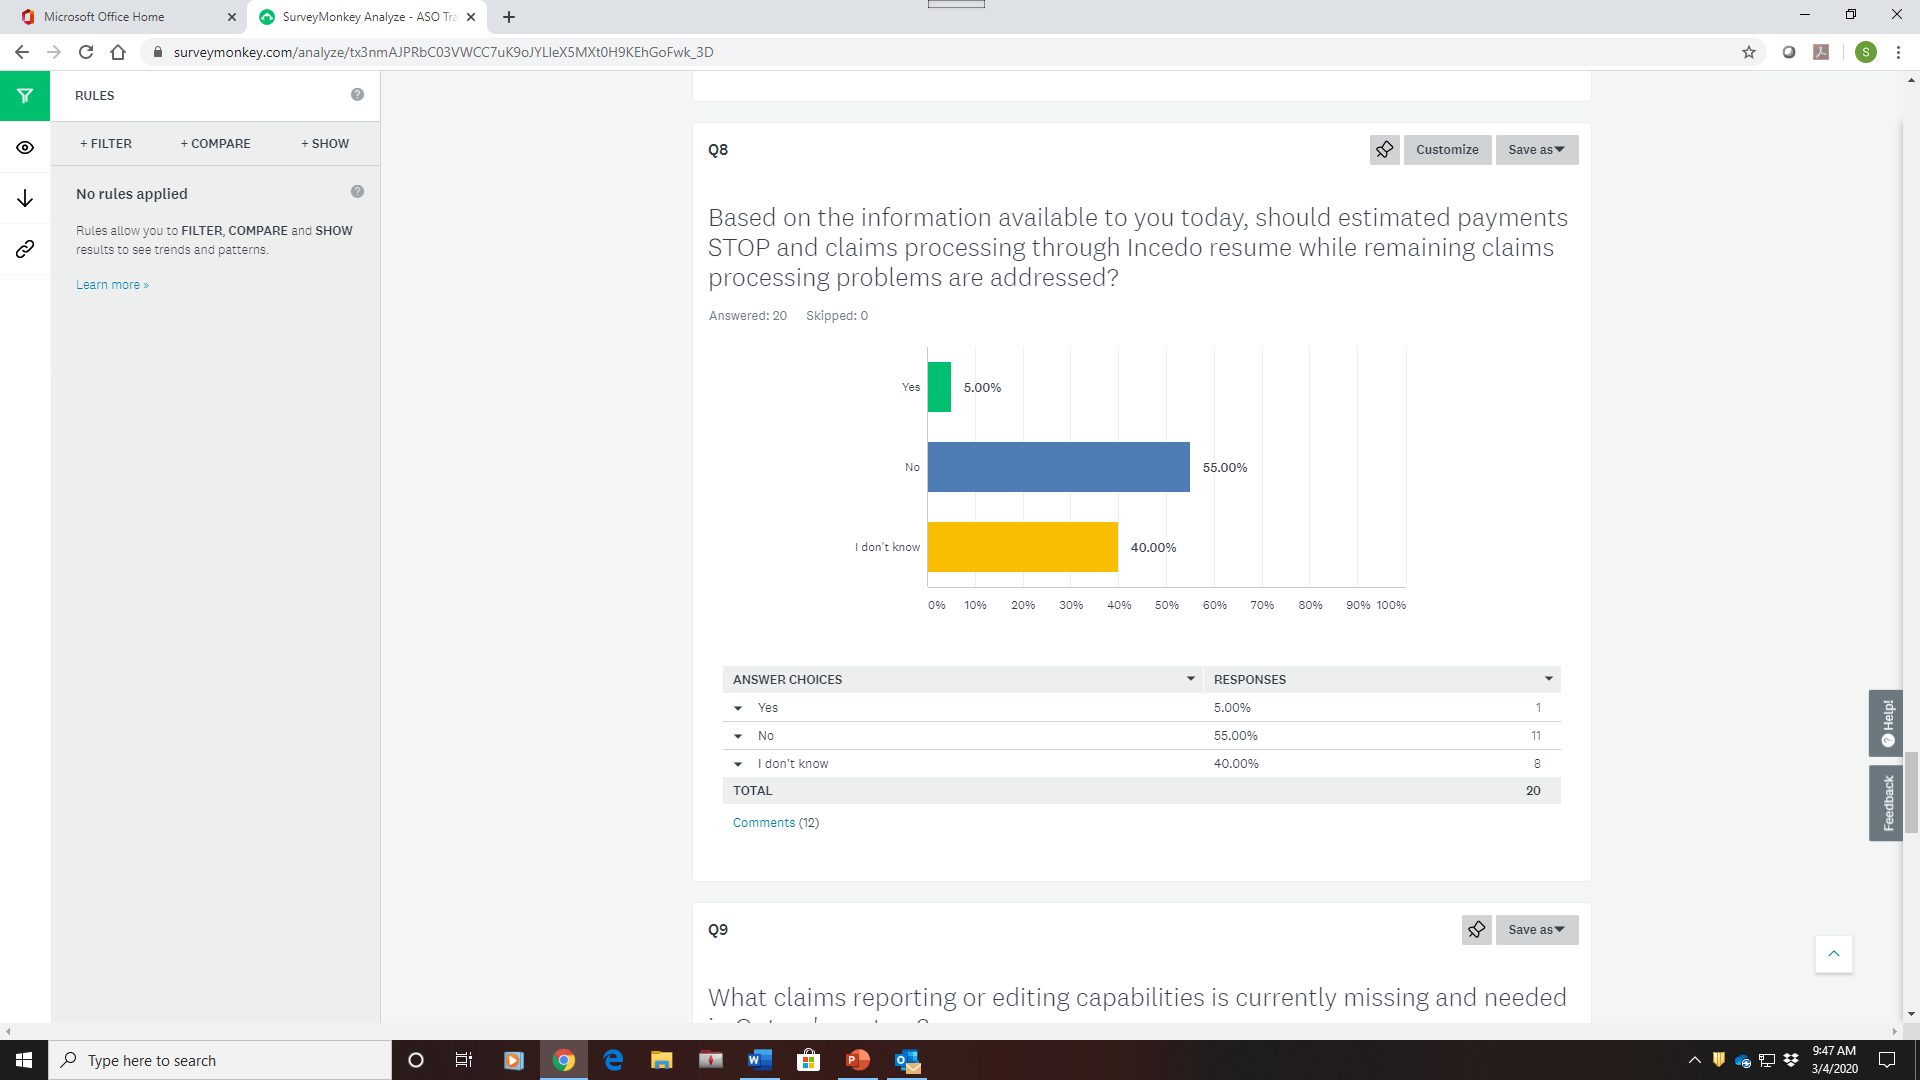 Microsoft Office Home
SurveyMonkey Analyze - ASO Tra
surveymonkey.com/analyze/tx3nmAJPRbC03VWCC7uK9oJYLIeX5MXt0H9KEhGoFwk_3D
S
RULES
+ FILTER + COMPARE + SHOW
No rules applied
Rules allow you to FILTER, COMPARE and SHOW
results to see trends and patterns.
Learn more »
Q8
Customize
Save as
Based on the information available to you today, should estimated payments
STOP and claims processing through Incedo resume while remaining claims
processing problems are addressed?
Answered: 20 Skipped: 0
Yes 5.00%
No 55.00%
I don't know 40.00%
0% 10% 20% 30% 40% 50% 60% 70% 80% 90% 100%
ANSWER CHOICES RESPONSES
Yes 5.00% 1
No 55.00% 11
I don't know 40.00% 8
TOTAL 20
Comments (12)
Help!
Feedback
Q9
Save as
What claims reporting or editing capabilities is currently missing and needed
Type here to search
9:47 AM
3/4/2020